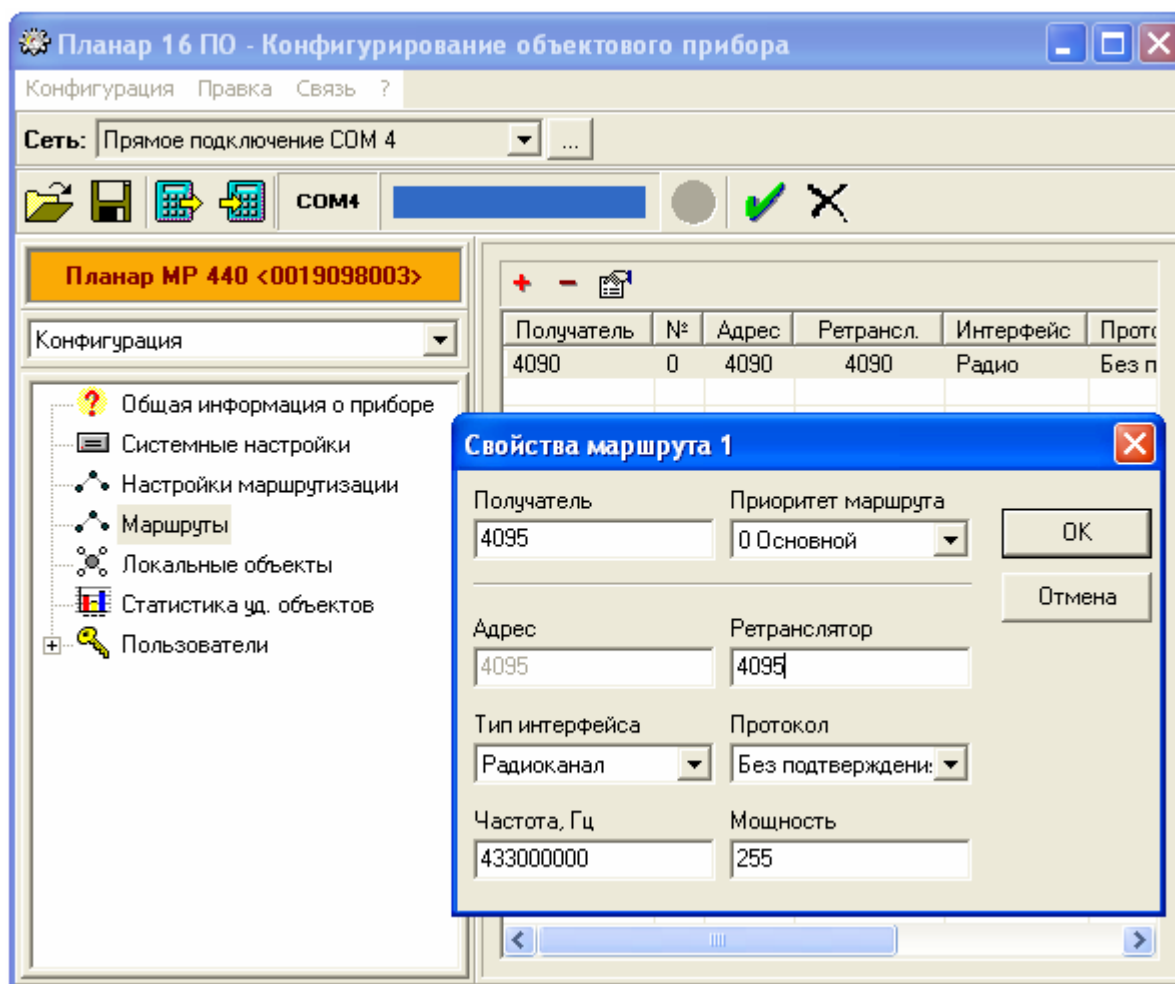 Планар 16 ПО - Конфигурирование объектового прибора
Конфигурация Правка Связь ?
Сеть: Прямое подключение COM 4 ...
COM4
Планар МР 440 <0019098003>
Конфигурация
Общая информация о приборе
Системные настройки
Настройки маршрутизации
Маршруты
Локальные объекты
Статистика уд. объектов
Пользователи
Получатель № Адрес Ретрансл. Интерфейс Прото
4090 0 4090 4090 Радио Без п
Свойства маршрута 1
Получатель Приоритет маршрута
4095 0 Основной
OK
Отмена
Адрес Ретранслятор
4095 4095
Тип интерфейса Протокол
Радиоканал Без подтверждени
Частота, Гц Мощность
433000000 255